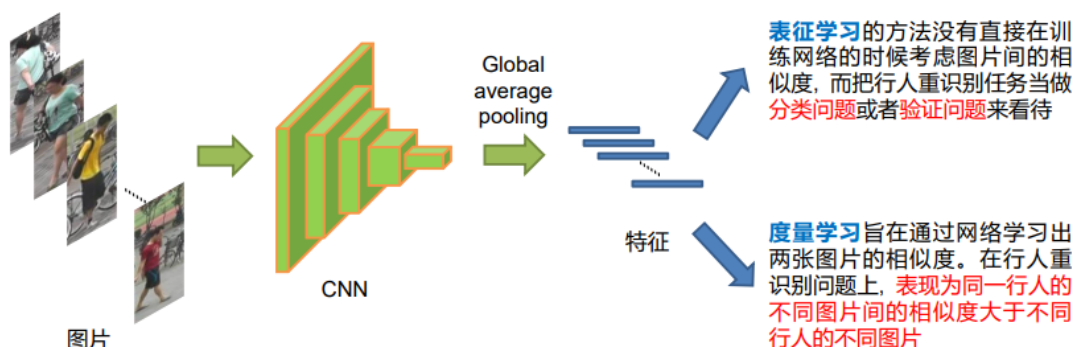 图片
CNN
Global
average
pooling
特征
表征学习的方法没有直接在训
练网络的时候考虑图片间的相
似度, 而把行人重识别任务当做
分类问题或者验证问题来看待
度量学习旨在通过网络学习出
两张图片的相似度。在行人重
识别问题上, 表现为同一行人的
不同图片间的相似度大于不同
行人的不同图片